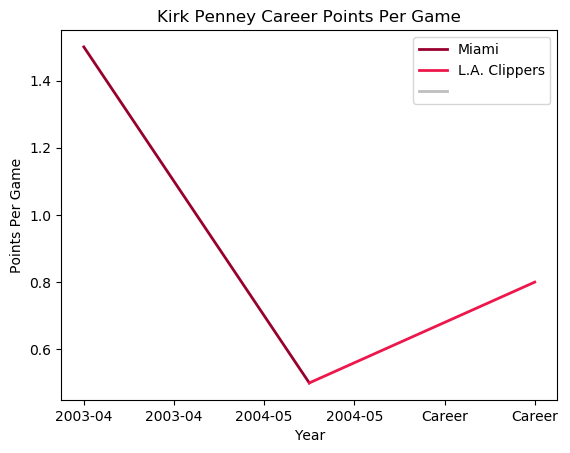 Kirk Penney Career Points Per Game
Miami
L.A. Clippers
1.4
1.2
1.0
0.8
0.6
Points Per Game
2003-04 2003-04 2004-05 2004-05 Career Career
Year